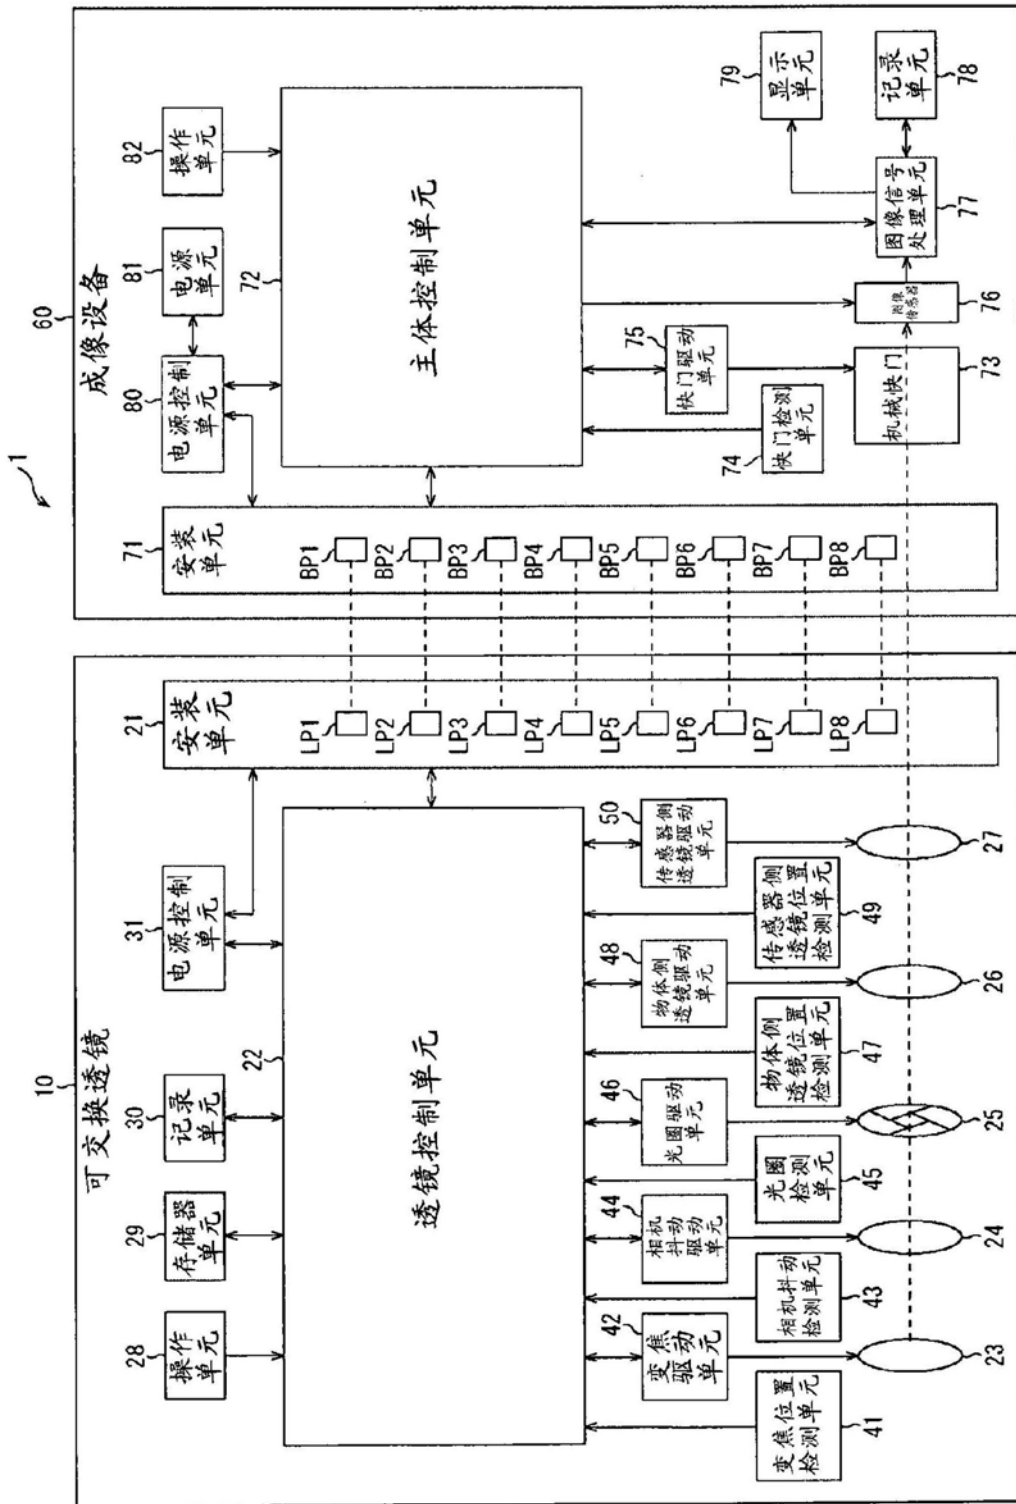 1
10
可交换透镜
28
操作
单元
29
存储器
单元
30
记录
单元
31
电源控制
单元
21
安装
单元
22
透镜控制单元
LP1
LP2
LP3
LP4
LP5
LP6
LP7
LP8
42
变焦
驱动
单元
44
相机
抖动
驱动
单元
46
光圈驱动
单元
48
物体侧
透镜驱动
单元
50
传感器侧
透镜驱动
单元
变焦位置
检测单元
41
相机抖动
检测单元
43
光圈
检测
单元
45
物体侧
透镜位置
检测单元
47
传感器侧
透镜位置
检测单元
49
23
24
25
26
27
60
成像设备
71
安装
单元
80
电源控制
单元
81
电源
单元
82
操作
单元
72
主体控制单元
BP1
BP2
BP3
BP4
BP5
BP6
BP7
BP8
74
快门检测
单元
75
快门驱动
单元
机械快门
73
图像
传感器
76
图像信号
处理单元
77
79
显示
单元
记录
单元
78